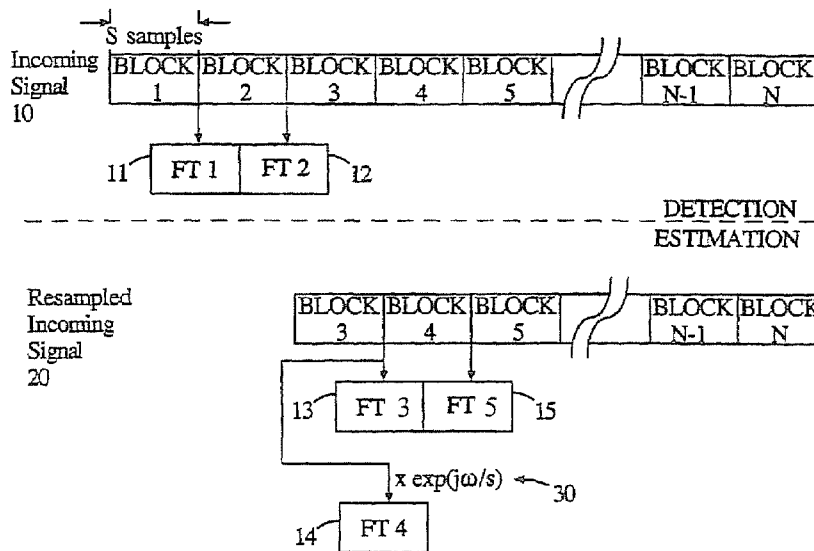 S samples
Incoming
Signal
10
BLOCK BLOCK BLOCK BLOCK BLOCK BLOCK BLOCK
1 2 3 4 5 N-1 N
11 FT 1 FT 2 12
DETECTION
ESTIMATION
Resampled
Incoming
Signal
20
BLOCK BLOCK BLOCK BLOCK BLOCK
3 4 5 N-1 N
13 FT 3 FT 5 15
x exp(jω/s) 30
14 FT 4